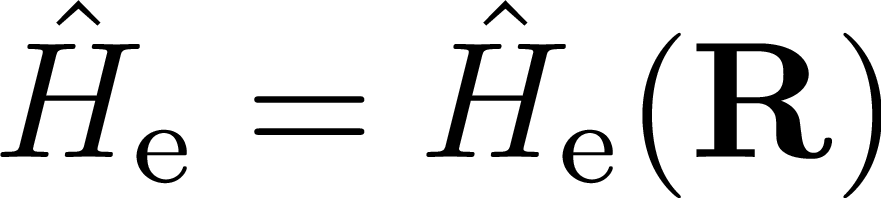 Ĥₑ = Ĥₑ(𝐑)